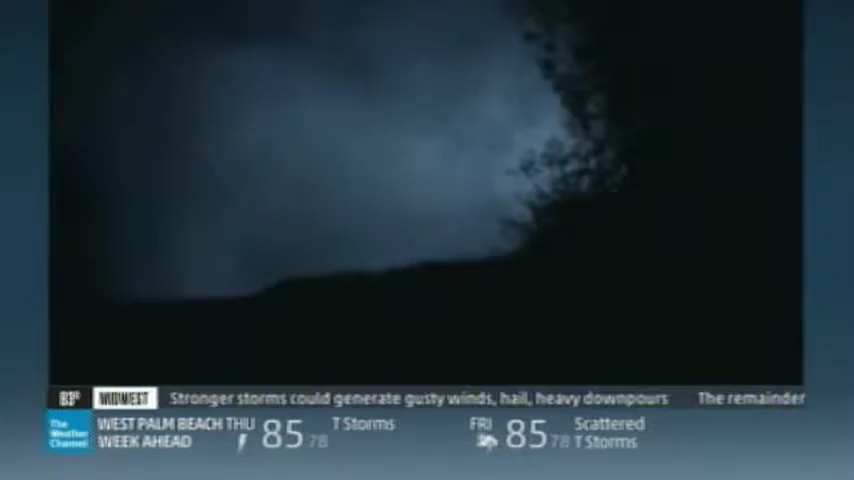 83° MIDWEST Stronger storms could generate gusty winds, hail, heavy downpours The remainder
The Weather Channel
WEST PALM BEACH THU 85 78 T Storms FRI 85 78 Scattered
WEEK AHEAD T Storms